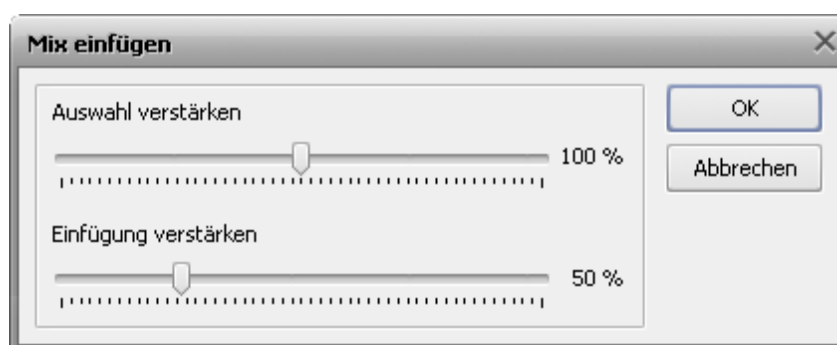 Mix einfügen
Auswahl verstärken
100 %
Einfügung verstärken
50 %
OK
Abbrechen